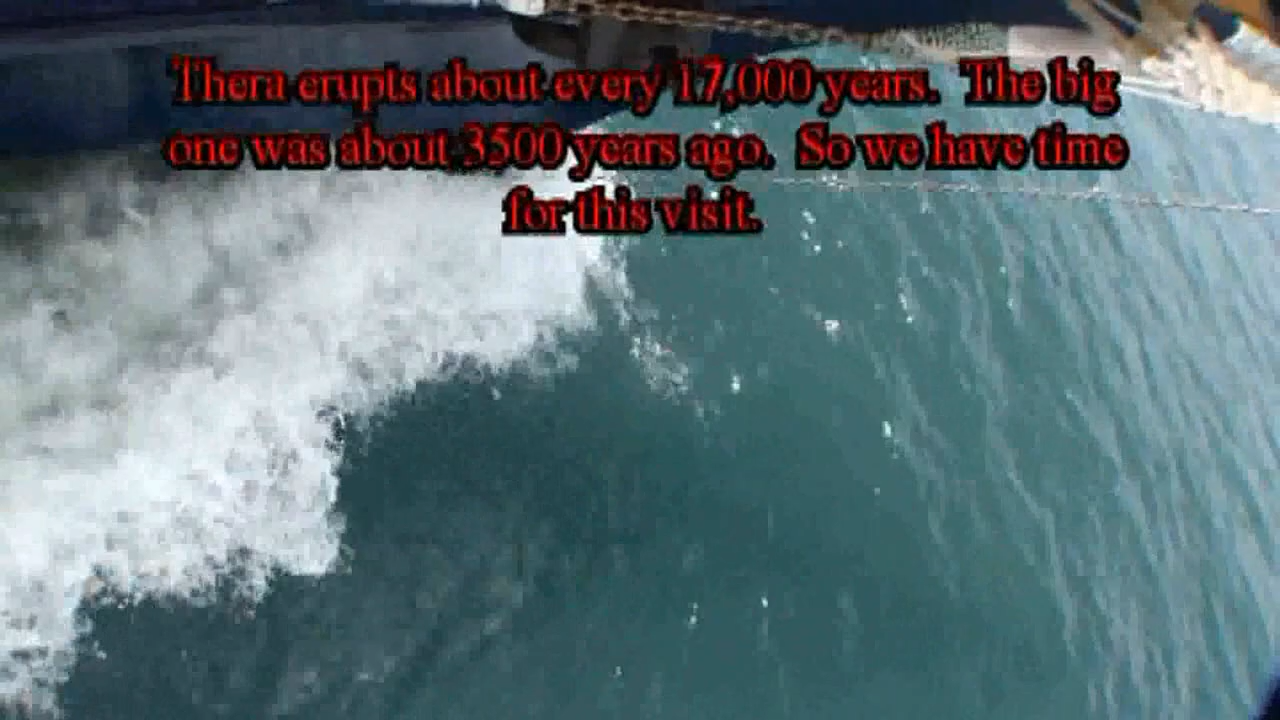 Thera erupts about every 17,000 years.  The big
one was about 3500 years ago.  So we have time
for this visit.